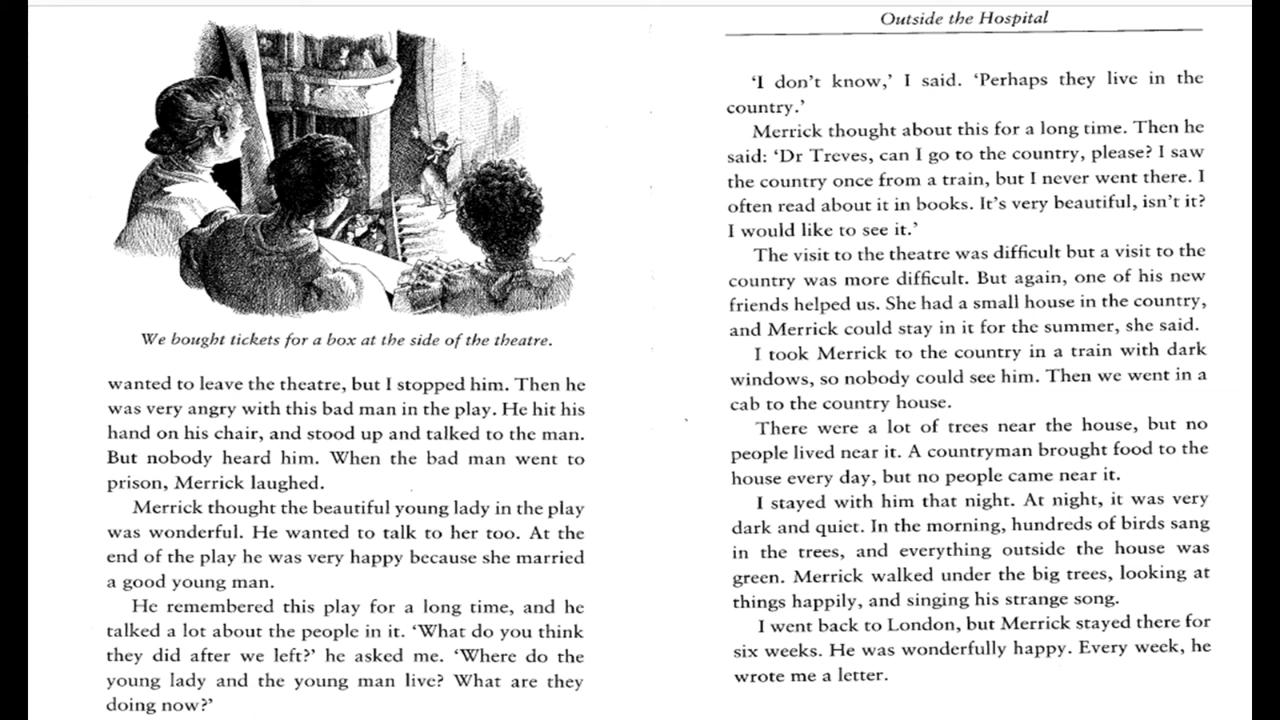 We bought tickets for a box at the side of the theatre.
wanted to leave the theatre, but I stopped him. Then he
was very angry with this bad man in the play. He hit his
hand on his chair, and stood up and talked to the man.
But nobody heard him. When the bad man went to
prison, Merrick laughed.
Merrick thought the beautiful young lady in the play
was wonderful. He wanted to talk to her too. At the
end of the play he was very happy because she married
a good young man.
He remembered this play for a long time, and he
talked a lot about the people in it. ‘What do you think
they did after we left?’ he asked me. ‘Where do the
young lady and the young man live? What are they
doing now?’
Outside the Hospital
‘I don’t know,’ I said. ‘Perhaps they live in the
country.’
Merrick thought about this for a long time. Then he
said: ‘Dr Treves, can I go to the country, please? I saw
the country once from a train, but I never went there. I
often read about it in books. It’s very beautiful, isn’t it?
I would like to see it.’
The visit to the theatre was difficult but a visit to the
country was more difficult. But again, one of his new
friends helped us. She had a small house in the country,
and Merrick could stay in it for the summer, she said.
I took Merrick to the country in a train with dark
windows, so nobody could see him. Then we went in a
cab to the country house.
There were a lot of trees near the house, but no
people lived near it. A countryman brought food to the
house every day, but no people came near it.
I stayed with him that night. At night, it was very
dark and quiet. In the morning, hundreds of birds sang
in the trees, and everything outside the house was
green. Merrick walked under the big trees, looking at
things happily, and singing his strange song.
I went back to London, but Merrick stayed there for
six weeks. He was wonderfully happy. Every week, he
wrote me a letter.